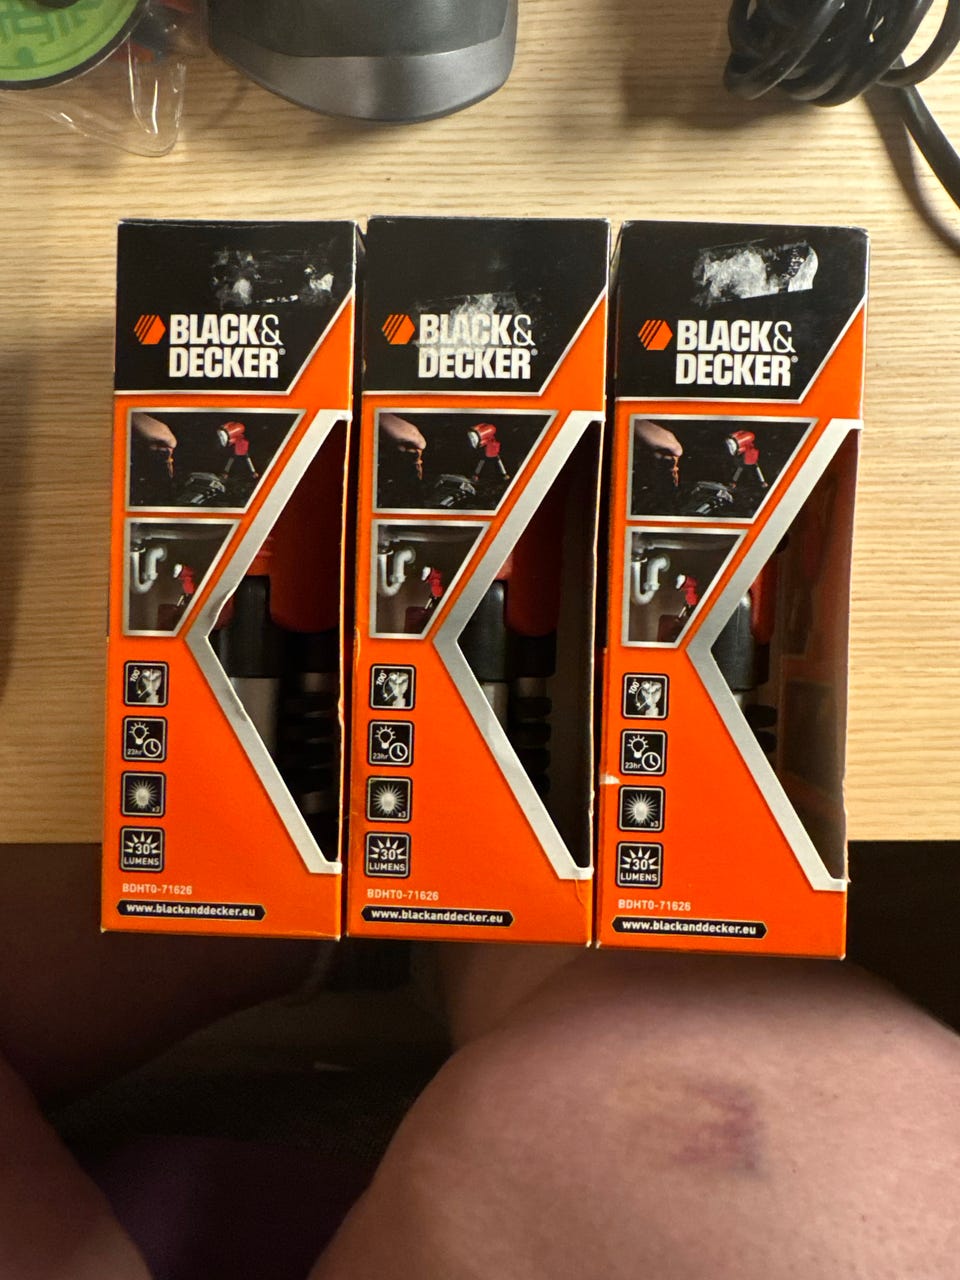 BLACK&
DECKER®
100°
23hr
x3
30
LUMENS
BDHT0-71626
www.blackanddecker.eu
BLACK&
DECKER®
100°
23hr
x3
30
LUMENS
BDHT0-71626
www.blackanddecker.eu
BLACK&
DECKER®
100°
23hr
x3
30
LUMENS
BDHT0-71626
www.blackanddecker.eu